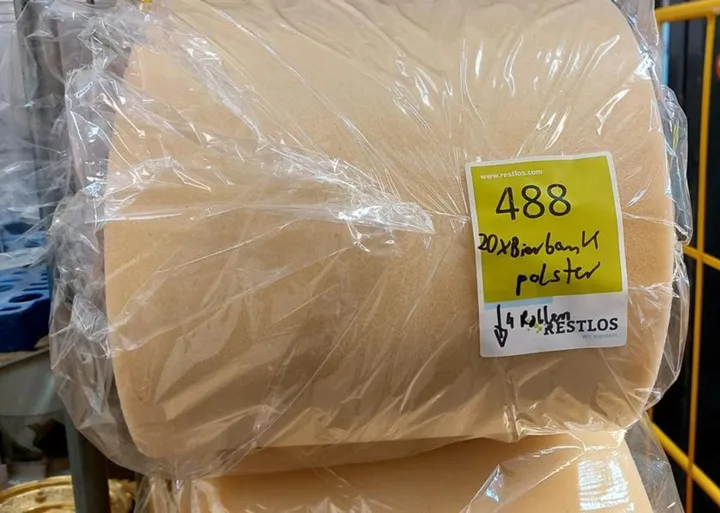 www.restlos.com
488
20xBierbank
polster
↓ 4 Rollen
RESTLOS